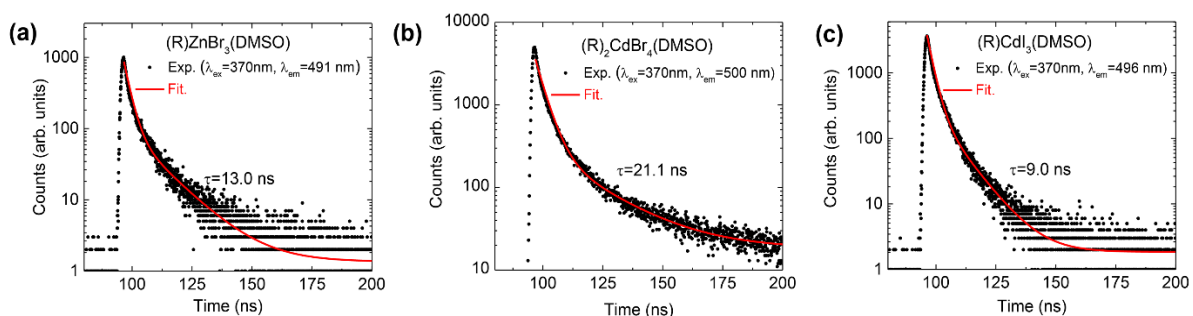 (a)
(R)ZnBr₃(DMSO)
Exp. (λex=370nm, λem=491 nm)
Fit.
τ=13.0 ns
Counts (arb. units)
1000
100
10
1
100
125
150
175
200
Time (ns)
(b)
(R)₂CdBr₄(DMSO)
Exp. (λex=370nm, λem=500 nm)
Fit.
τ=21.1 ns
Counts (arb. units)
10000
1000
100
10
100
125
150
175
200
Time (ns)
(c)
(R)CdI₃(DMSO)
Exp. (λex=370nm, λem=496 nm)
Fit.
τ=9.0 ns
Counts (arb. units)
1000
100
10
1
100
125
150
175
200
Time (ns)